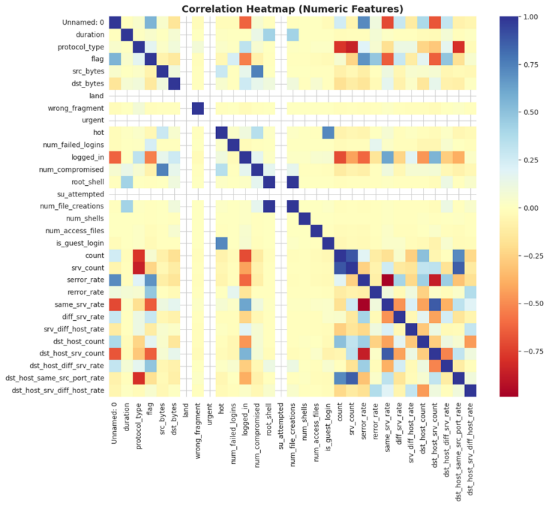 Correlation Heatmap (Numeric Features)
Unnamed: 0
duration
protocol_type
flag
src_bytes
dst_bytes
land
wrong_fragment
urgent
hot
num_failed_logins
logged_in
num_compromised
root_shell
su_attempted
num_file_creations
num_shells
num_access_files
is_guest_login
count
srv_count
serror_rate
rerror_rate
same_srv_rate
diff_srv_rate
srv_diff_host_rate
dst_host_count
dst_host_srv_count
dst_host_diff_srv_rate
dst_host_same_src_port_rate
dst_host_srv_diff_host_rate
Unnamed: 0
duration
protocol_type
flag
src_bytes
dst_bytes
land
wrong_fragment
urgent
hot
num_failed_logins
logged_in
num_compromised
root_shell
su_attempted
num_file_creations
num_shells
num_access_files
is_guest_login
count
srv_count
serror_rate
rerror_rate
same_srv_rate
diff_srv_rate
srv_diff_host_rate
dst_host_count
dst_host_srv_count
dst_host_diff_srv_rate
dst_host_same_src_port_rate
dst_host_srv_diff_host_rate
1.00
0.75
0.50
0.25
0.00
−0.25
−0.50
−0.75